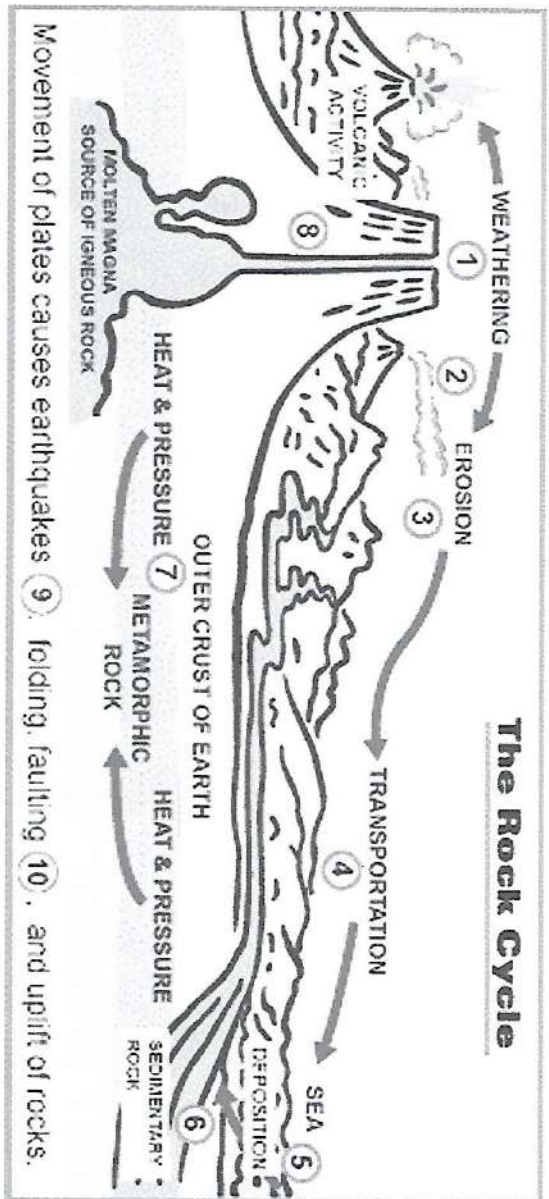 The Rock Cycle
WEATHERING
1
2
EROSION
3
TRANSPORTATION
4
SEA
5
VOLCANIC
ACTIVITY
8
DEPOSITION
6
SEDIMENTARY
ROCK
OUTER CRUST OF EARTH
HEAT & PRESSURE 7
METAMORPHIC
ROCK
HEAT & PRESSURE
MOLTEN MAGNA
SOURCE OF IGNEOUS ROCK
Movement of plates causes earthquakes 9, folding, faulting 10, and uplift of rocks.